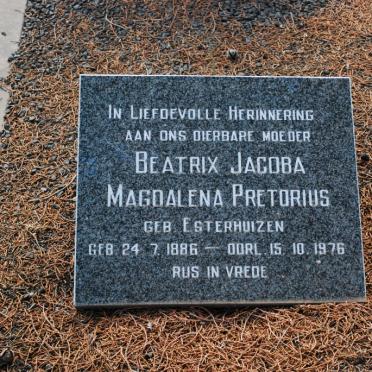 IN LIEFDEVOLLE HERINNERING
AAN ONS DIERBARE MOEDER
BEATRIX JACOBA
MAGDALENA PRETORIUS
GEB ESTERHUIZEN
GEB 24. 7. 1886 — OORL. 15. 10. 1976
RUS IN VREDE